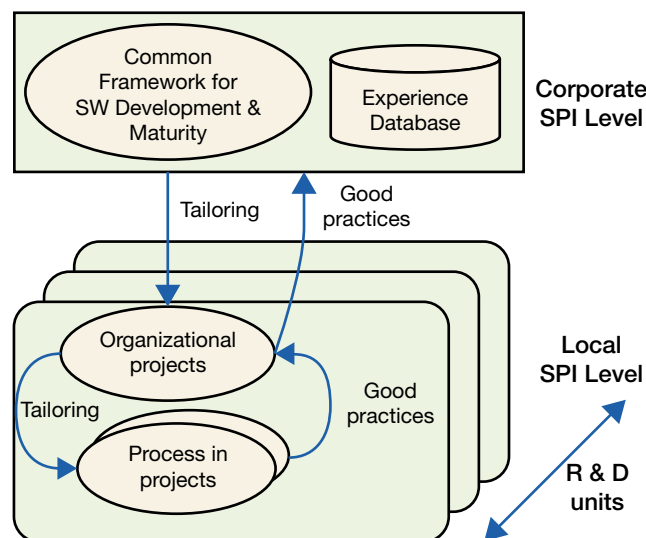 Common
Framework for
SW Development &
Maturity
Experience
Database
Corporate
SPI Level
Tailoring
Good
practices
Organizational
projects
Local
SPI Level
Tailoring
Good
practices
Process in
projects
R & D
units